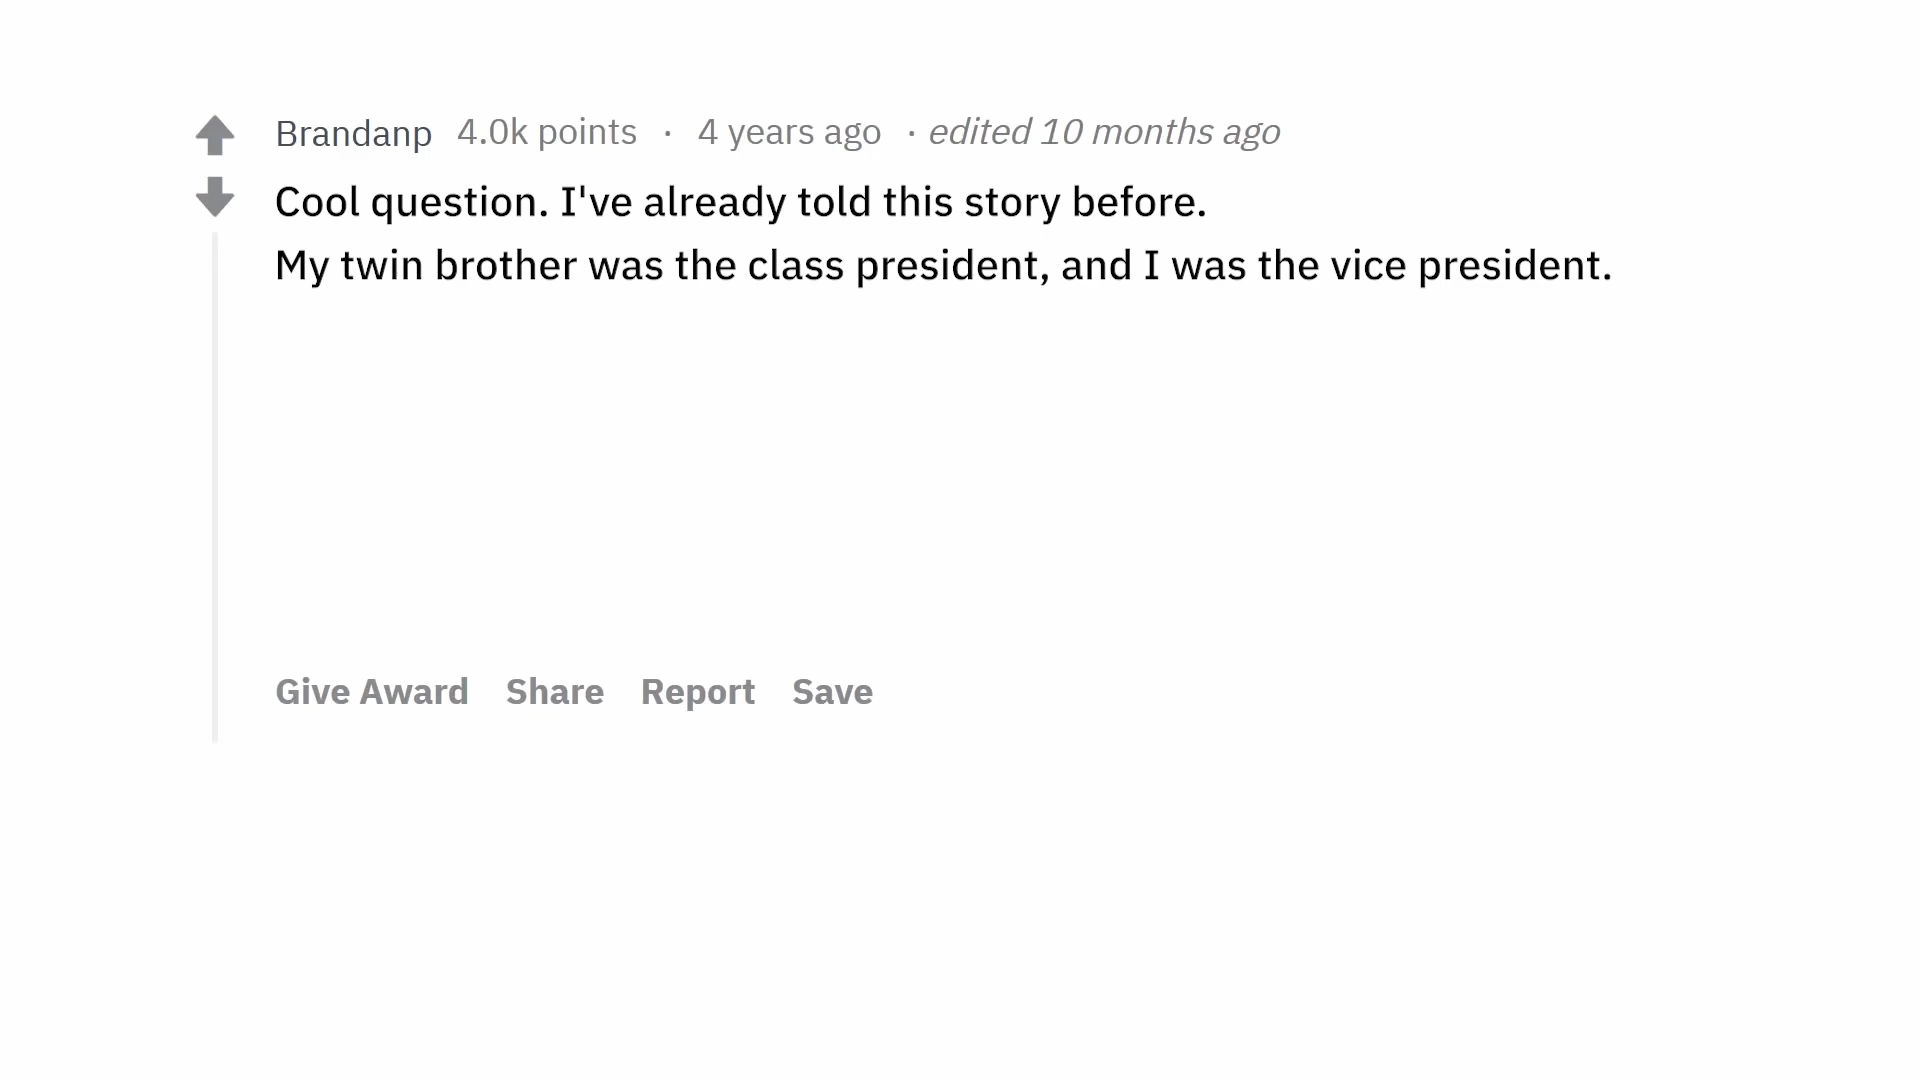 Brandanp 4.0k points · 4 years ago · edited 10 months ago
Cool question. I've already told this story before.
My twin brother was the class president, and I was the vice president.
Give Award Share Report Save